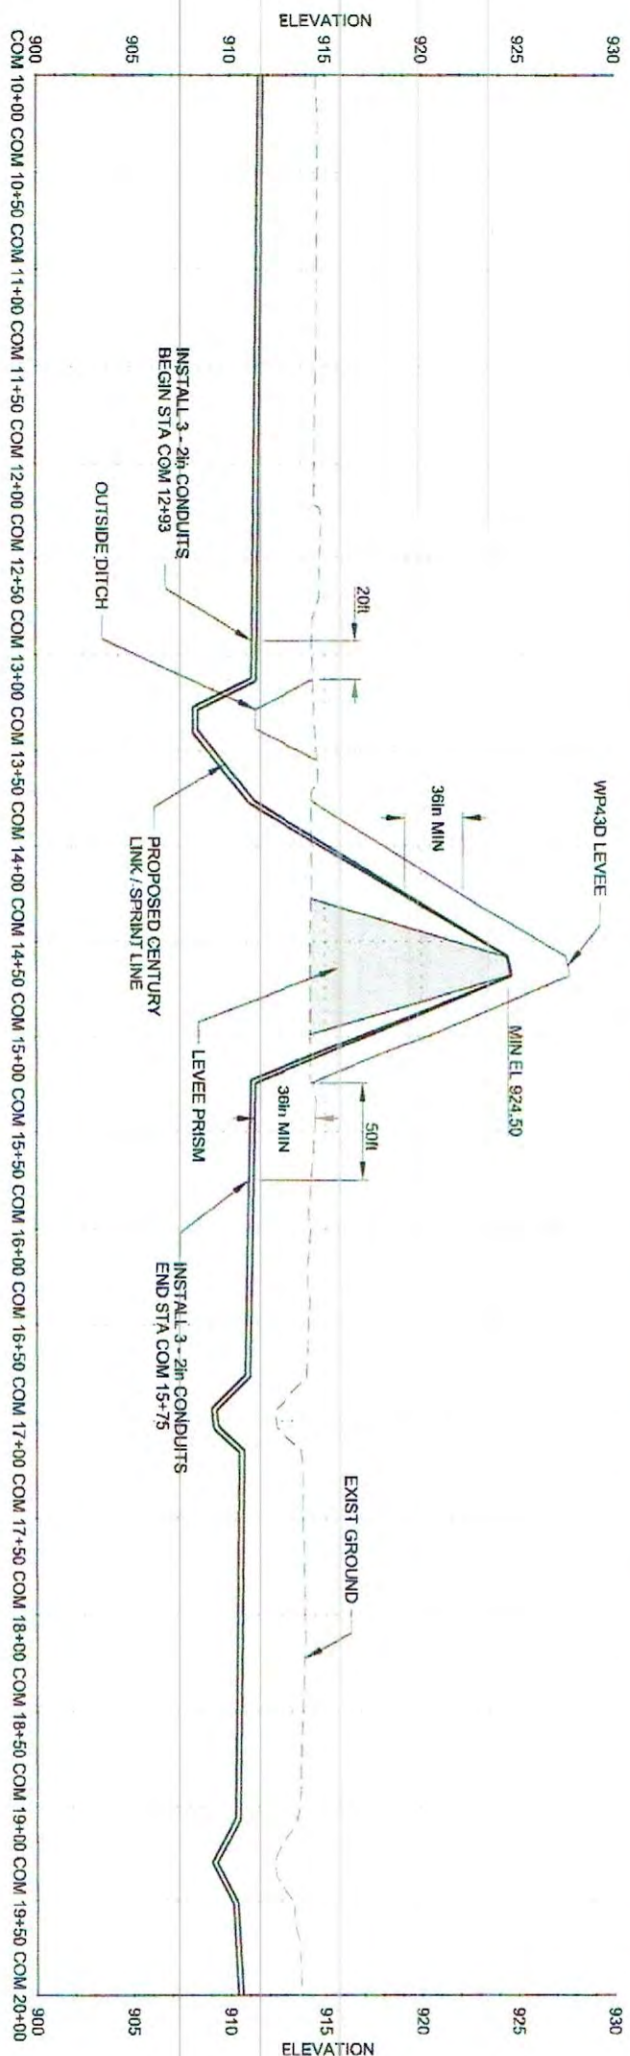 ELEVATION
930
925
920
915
910
905
900
WP43D LEVEE
36in MIN
MIN EL 924.50
20ft
50ft
36in MIN
EXIST GROUND
INSTALL 3 - 2in CONDUITS
BEGIN STA COM 12+93
OUTSIDE DITCH
PROPOSED CENTURY
LINK / SPRINT LINE
LEVEE PRISM
INSTALL 3 - 2in CONDUITS
END STA COM 15+75
930
925
920
915
910
905
900
ELEVATION
COM 10+00 COM 10+50 COM 11+00 COM 11+50 COM 12+00 COM 12+50 COM 13+00 COM 13+50 COM 14+00 COM 14+50 COM 15+00 COM 15+50 COM 16+00 COM 16+50 COM 17+00 COM 17+50 COM 18+00 COM 18+50 COM 19+00 COM 19+50 COM 20+00